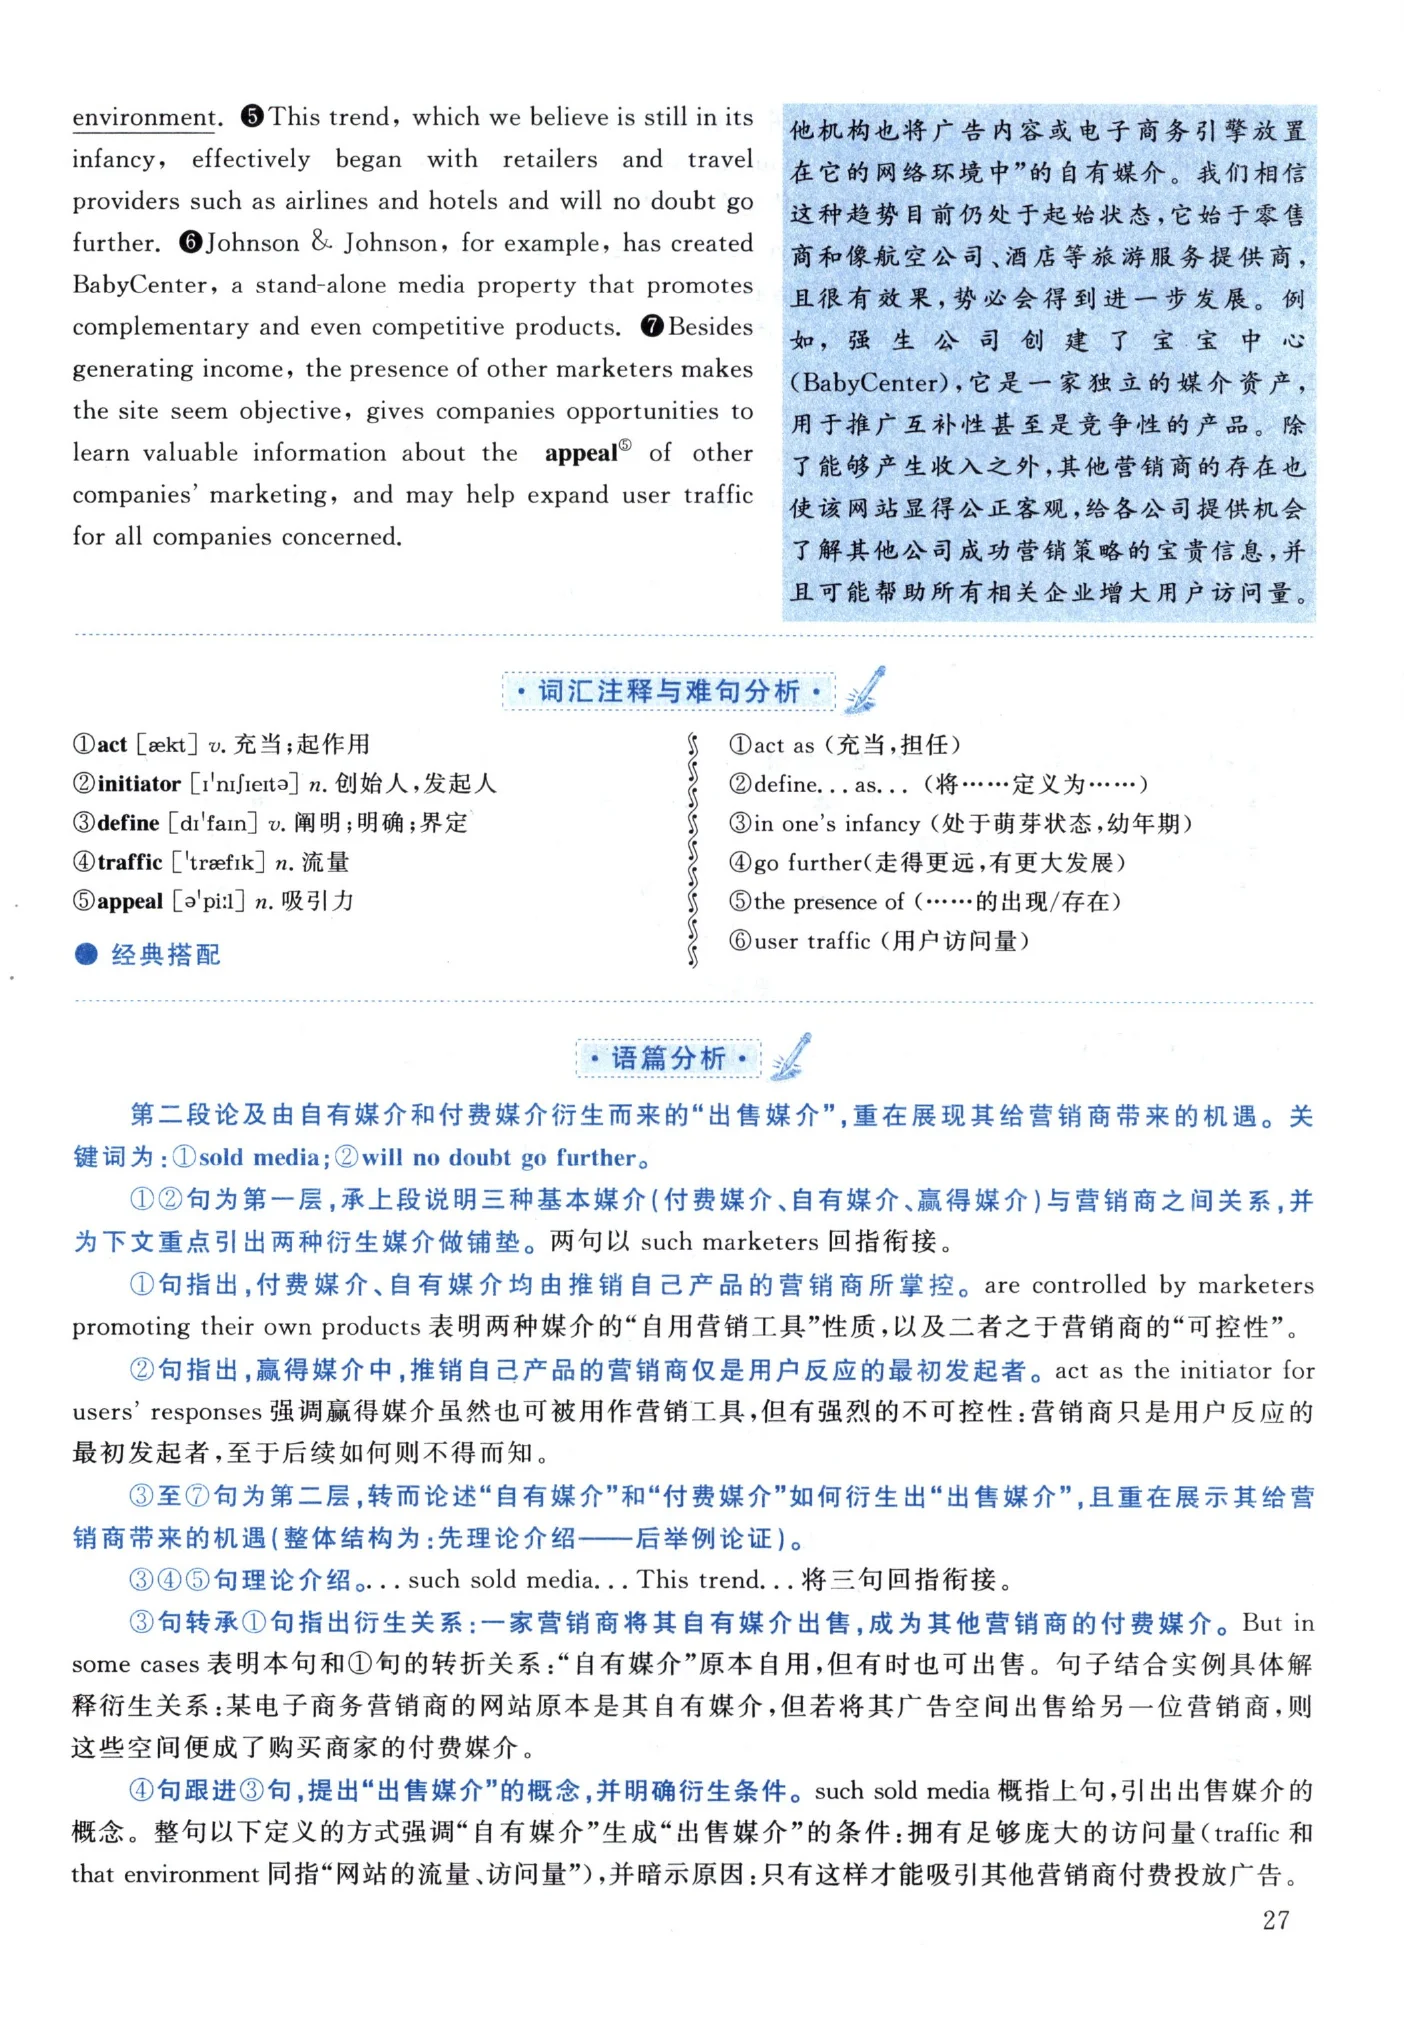 environment. ❺This trend, which we believe is still in its
infancy, effectively began with retailers and travel
providers such as airlines and hotels and will no doubt go
further. ❻Johnson & Johnson, for example, has created
BabyCenter, a stand-alone media property that promotes
complementary and even competitive products. ❼Besides
generating income, the presence of other marketers makes
the site seem objective, gives companies opportunities to
learn valuable information about the appeal⑤ of other
companies' marketing, and may help expand user traffic
for all companies concerned.
他机构也将广告内容或电子商务引擎放置
在它的网络环境中”的自有媒介。我们相信
这种趋势目前仍处于起始状态,它始于零售
商和像航空公司、酒店等旅游服务提供商,
且很有效果,势必会得到进一步发展。例
如,强生公司创建了宝宝中心
(BabyCenter),它是一家独立的媒介资产,
用于推广互补性甚至是竞争性的产品。除
了能够产生收入之外,其他营销商的存在也
使该网站显得公正客观,给各公司提供机会
了解其他公司成功营销策略的宝贵信息,并
且可能帮助所有相关企业增大用户访问量。
·词汇注释与难句分析·
①act [ækt] v. 充当;起作用
②initiator [ɪ'nɪʃɪeɪtə] n. 创始人,发起人
③define [dɪ'faɪn] v. 阐明;明确;界定
④traffic ['træfɪk] n. 流量
⑤appeal [ə'piːl] n. 吸引力
● 经典搭配
①act as (充当,担任)
②define...as... (将……定义为……)
③in one's infancy (处于萌芽状态,幼年期)
④go further(走得更远,有更大发展)
⑤the presence of (……的出现/存在)
⑥user traffic (用户访问量)
·语篇分析·
第二段论及由自有媒介和付费媒介衍生而来的“出售媒介”,重在展现其给营销商带来的机遇。关
键词为:①sold media;②will no doubt go further。
①②句为第一层,承上段说明三种基本媒介(付费媒介、自有媒介、赢得媒介)与营销商之间关系,并
为下文重点引出两种衍生媒介做铺垫。两句以 such marketers 回指衔接。
①句指出,付费媒介、自有媒介均由推销自己产品的营销商所掌控。are controlled by marketers
promoting their own products 表明两种媒介的“自用营销工具”性质,以及二者之于营销商的“可控性”。
②句指出,赢得媒介中,推销自己产品的营销商仅是用户反应的最初发起者。act as the initiator for
users' responses 强调赢得媒介虽然也可被用作营销工具,但有强烈的不可控性:营销商只是用户反应的
最初发起者,至于后续如何则不得而知。
③至⑦句为第二层,转而论述“自有媒介”和“付费媒介”如何衍生出“出售媒介”,且重在展示其给营
销商带来的机遇(整体结构为:先理论介绍——后举例论证)。
③④⑤句理论介绍。...such sold media...This trend...将三句回指衔接。
③句转承①句指出衍生关系:一家营销商将其自有媒介出售,成为其他营销商的付费媒介。But in
some cases 表明本句和①句的转折关系:“自有媒介”原本自用,但有时也可出售。句子结合实例具体解
释衍生关系:某电子商务营销商的网站原本是其自有媒介,但若将其广告空间出售给另一位营销商,则
这些空间便成了购买商家的付费媒介。
④句跟进③句,提出“出售媒介”的概念,并明确衍生条件。such sold media 概指上句,引出出售媒介的
概念。整句以下定义的方式强调“自有媒介”生成“出售媒介”的条件:拥有足够庞大的访问量(traffic 和
that environment 同指“网站的流量、访问量”),并暗示原因:只有这样才能吸引其他营销商付费投放广告。
27